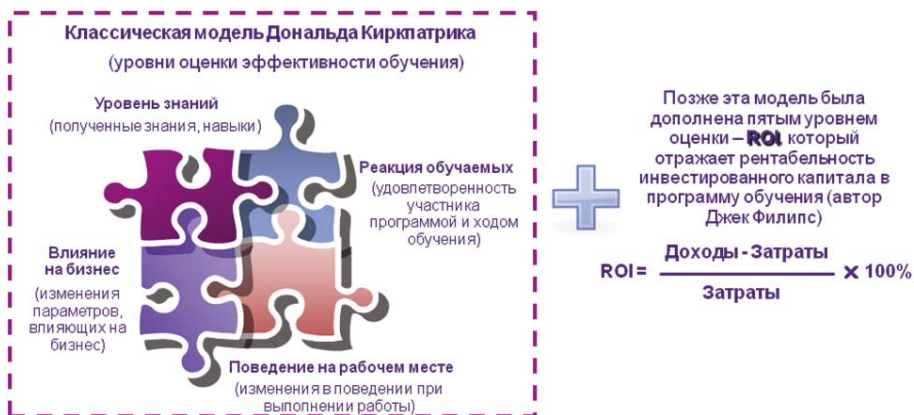 Классическая модель Дональда Киркпатрика
(уровни оценки эффективности обучения)
Уровень знаний
(полученные знания, навыки)
Реакция обучаемых
(удовлетворенность
участника
программой и ходом
обучения)
Влияние
на бизнес
(изменения
параметров,
влияющих на
бизнес)
Поведение на рабочем месте
(изменения в поведении при
выполнении работы)
Позже эта модель была
дополнена пятым уровнем
оценки – ROI, который
отражает рентабельность
инвестированного капитала в
программу обучения (автор
Джек Филипс)
ROI = Доходы - Затраты × 100%
Затраты